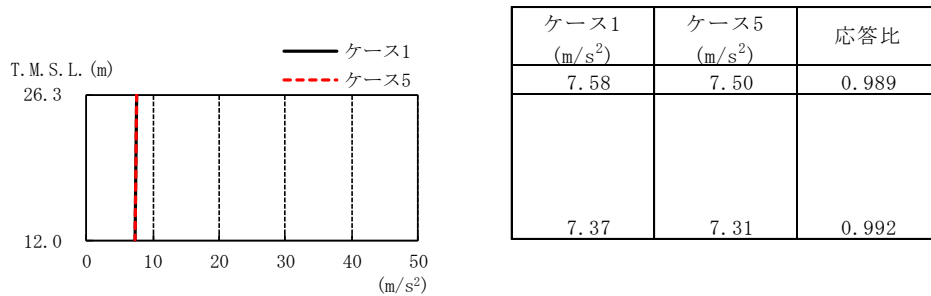 ケース1
ケース5
T.M.S.L.(m)
26.3
12.0
0 10 20 30 40 50
(m/s²)
ケース1 ケース5 応答比
(m/s²) (m/s²)
7.58 7.50 0.989
7.37 7.31 0.992